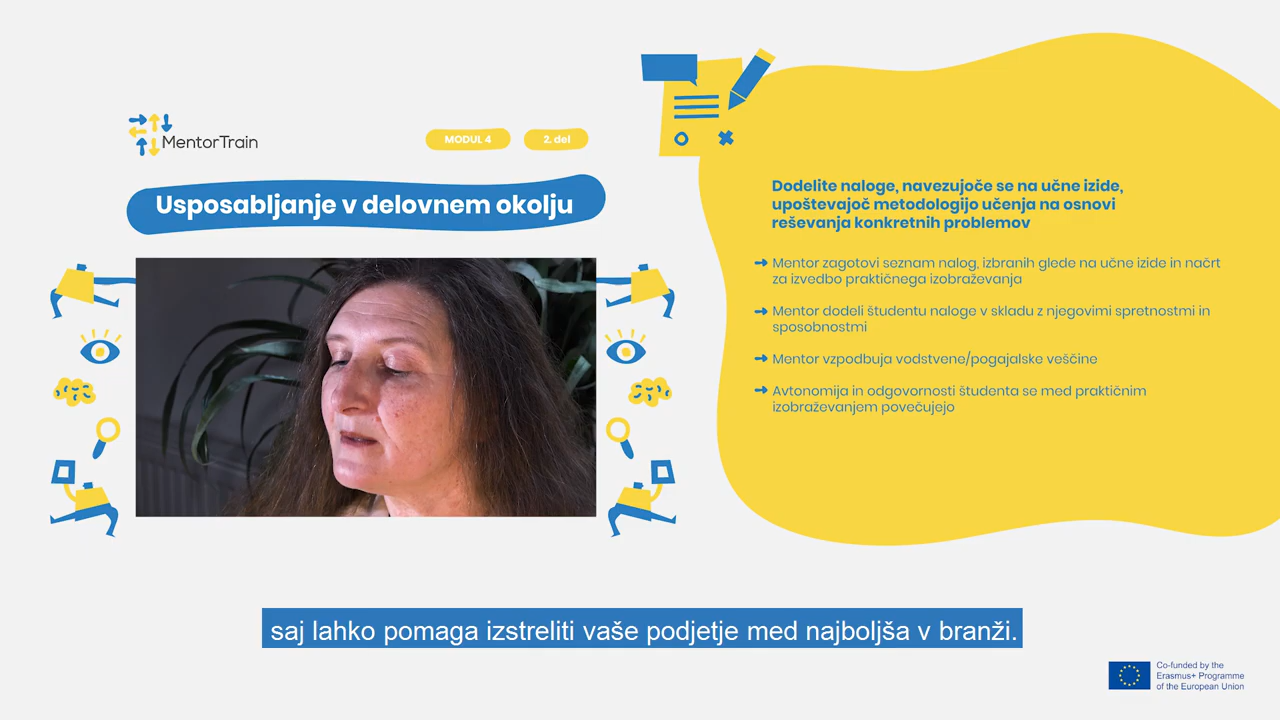 MentorTrain
MODUL 4
2. del
Usposabljanje v delovnem okolju
Dodelite naloge, navezujoče se na učne izide,
upoštevajoč metodologijo učenja na osnovi
reševanja konkretnih problemov
Mentor zagotovi seznam nalog, izbranih glede na učne izide in načrt
za izvedbo praktičnega izobraževanja
Mentor dodeli študentu naloge v skladu z njegovimi spretnostmi in
sposobnostmi
Mentor vzpodbuja vodstvene/pogajalske veščine
Avtonomija in odgovornosti študenta se med praktičnim
izobraževanjem povečujejo
saj lahko pomaga izstreliti vaše podjetje med najboljša v branži.
Co-funded by the
Erasmus+ Programme
of the European Union